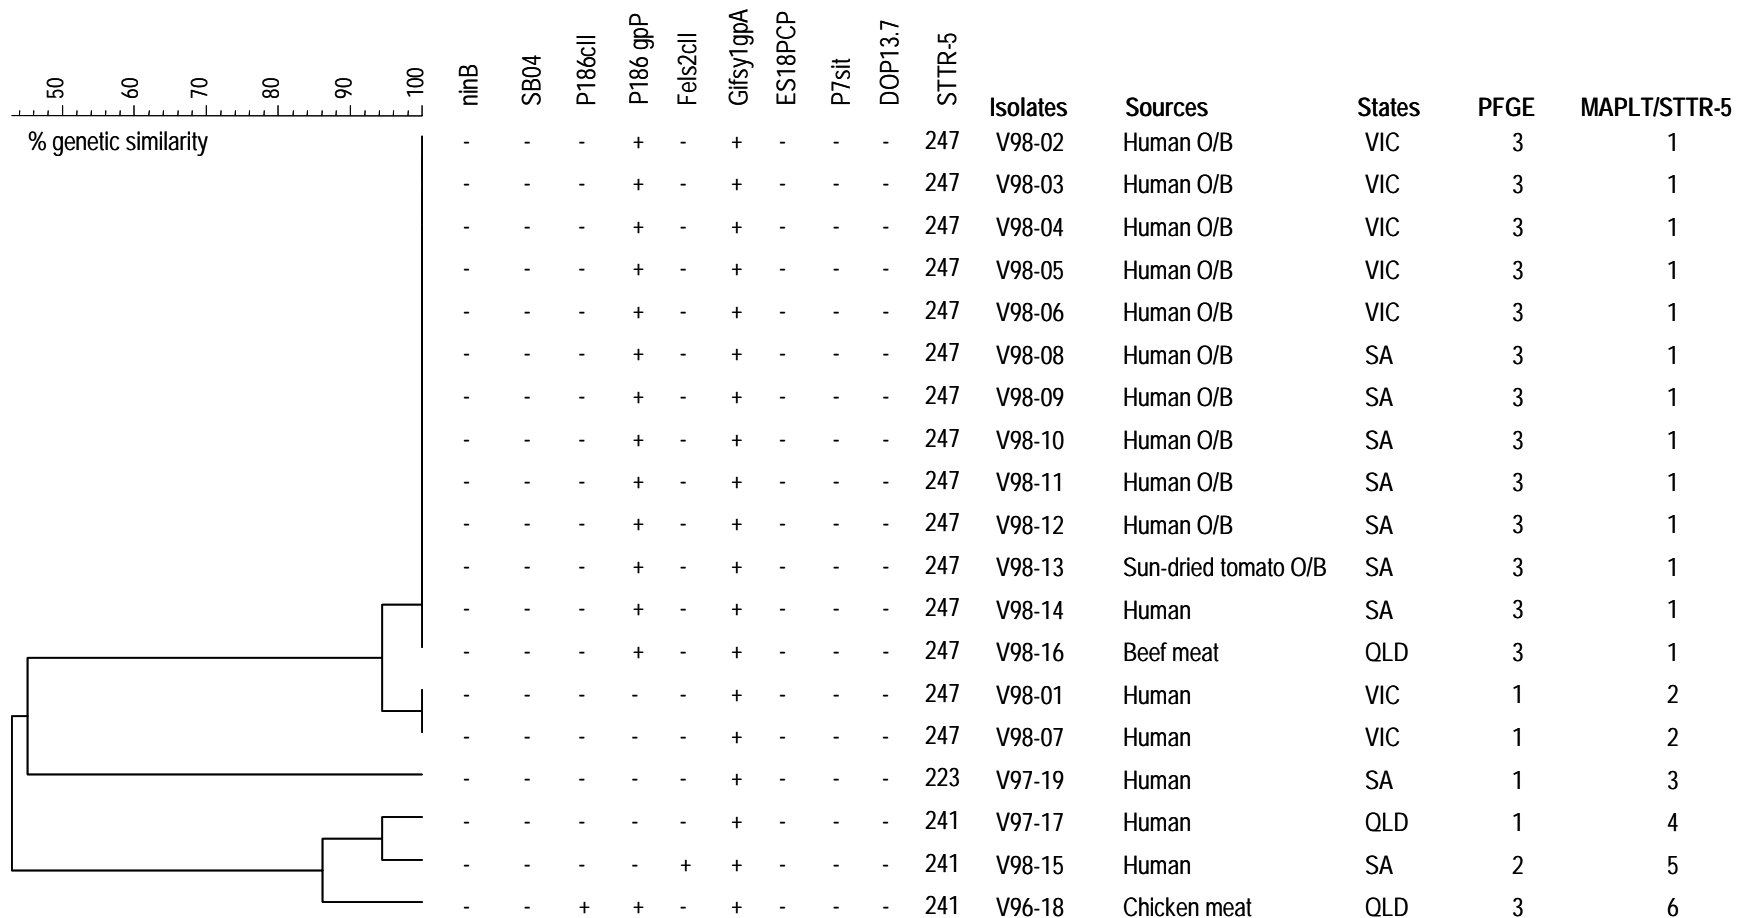 50 60 70 80 90 100 ninB SB04 P186cII P186 gpP Fels2cII Gifsy1gpA ES18PCP P7sit DOP13.7 STTR-5
Isolates Sources States PFGE MAPLT/STTR-5
% genetic similarity - - - + - + - - - 247 V98-02 Human O/B VIC 3 1
- - - + - + - - - 247 V98-03 Human O/B VIC 3 1
- - - + - + - - - 247 V98-04 Human O/B VIC 3 1
- - - + - + - - - 247 V98-05 Human O/B VIC 3 1
- - - + - + - - - 247 V98-06 Human O/B VIC 3 1
- - - + - + - - - 247 V98-08 Human O/B SA 3 1
- - - + - + - - - 247 V98-09 Human O/B SA 3 1
- - - + - + - - - 247 V98-10 Human O/B SA 3 1
- - - + - + - - - 247 V98-11 Human O/B SA 3 1
- - - + - + - - - 247 V98-12 Human O/B SA 3 1
- - - + - + - - - 247 V98-13 Sun-dried tomato O/B SA 3 1
- - - + - + - - - 247 V98-14 Human SA 3 1
- - - + - + - - - 247 V98-16 Beef meat QLD 3 1
- - - - - + - - - 247 V98-01 Human VIC 1 2
- - - - - + - - - 247 V98-07 Human VIC 1 2
- - - - - + - - - 223 V97-19 Human SA 1 3
- - - - - + - - - 241 V97-17 Human QLD 1 4
- - - - + + - - - 241 V98-15 Human SA 2 5
- - + + - + - - - 241 V96-18 Chicken meat QLD 3 6